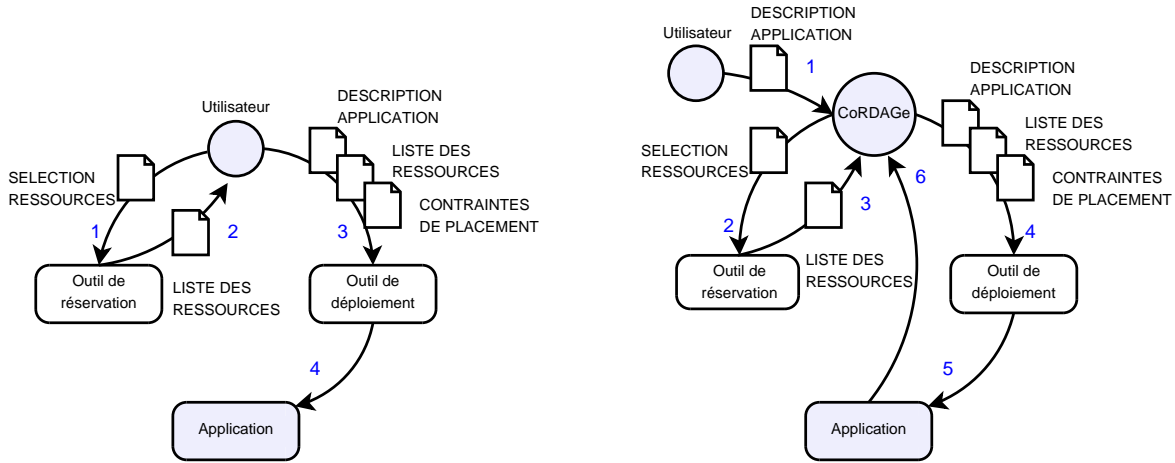 Utilisateur
DESCRIPTION
APPLICATION
LISTE DES
RESSOURCES
CONTRAINTES
DE PLACEMENT
SELECTION
RESSOURCES
1
2
3
Outil de
réservation
LISTE DES
RESSOURCES
Outil de
déploiement
4
Application
Utilisateur
DESCRIPTION
APPLICATION
1
CoRDAGe
DESCRIPTION
APPLICATION
LISTE DES
RESSOURCES
CONTRAINTES
DE PLACEMENT
SELECTION
RESSOURCES
6
2
3
4
Outil de
réservation
LISTE DES
RESSOURCES
Outil de
déploiement
5
Application